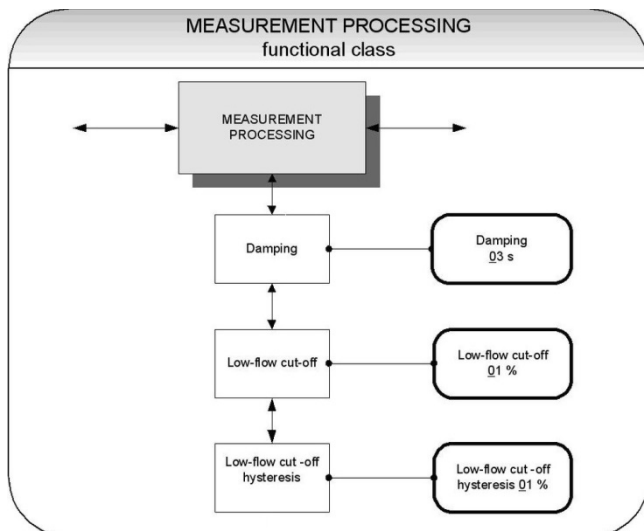 MEASUREMENT PROCESSING
functional class
MEASUREMENT
PROCESSING
Damping
Damping
03 s
Low-flow cut-off
Low-flow cut-off
01 %
Low-flow cut -off
hysteresis
Low-flow cut -off
hysteresis 01 %